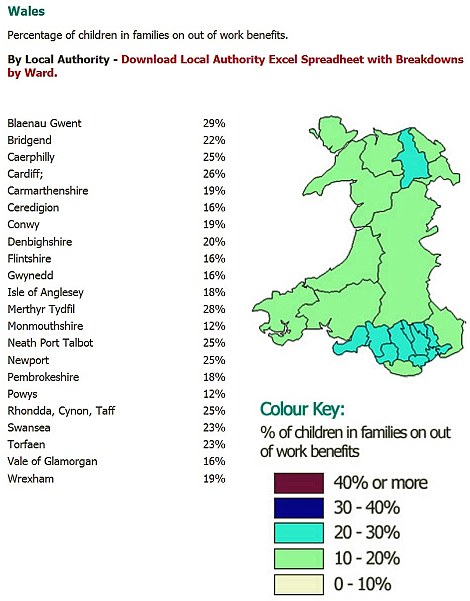 Wales
Percentage of children in families on out of work benefits.
By Local Authority - Download Local Authority Excel Spreadheet with Breakdowns
by Ward.
Blaenau Gwent 29%
Bridgend 22%
Caerphilly 25%
Cardiff; 26%
Carmarthenshire 19%
Ceredigion 16%
Conwy 19%
Denbighshire 20%
Flintshire 16%
Gwynedd 16%
Isle of Anglesey 18%
Merthyr Tydfil 28%
Monmouthshire 12%
Neath Port Talbot 25%
Newport 25%
Pembrokeshire 18%
Powys 12%
Rhondda, Cynon, Taff 25%
Swansea 23%
Torfaen 23%
Vale of Glamorgan 16%
Wrexham 19%
Colour Key:
% of children in families on out
of work benefits
40% or more
30 - 40%
20 - 30%
10 - 20%
0 - 10%